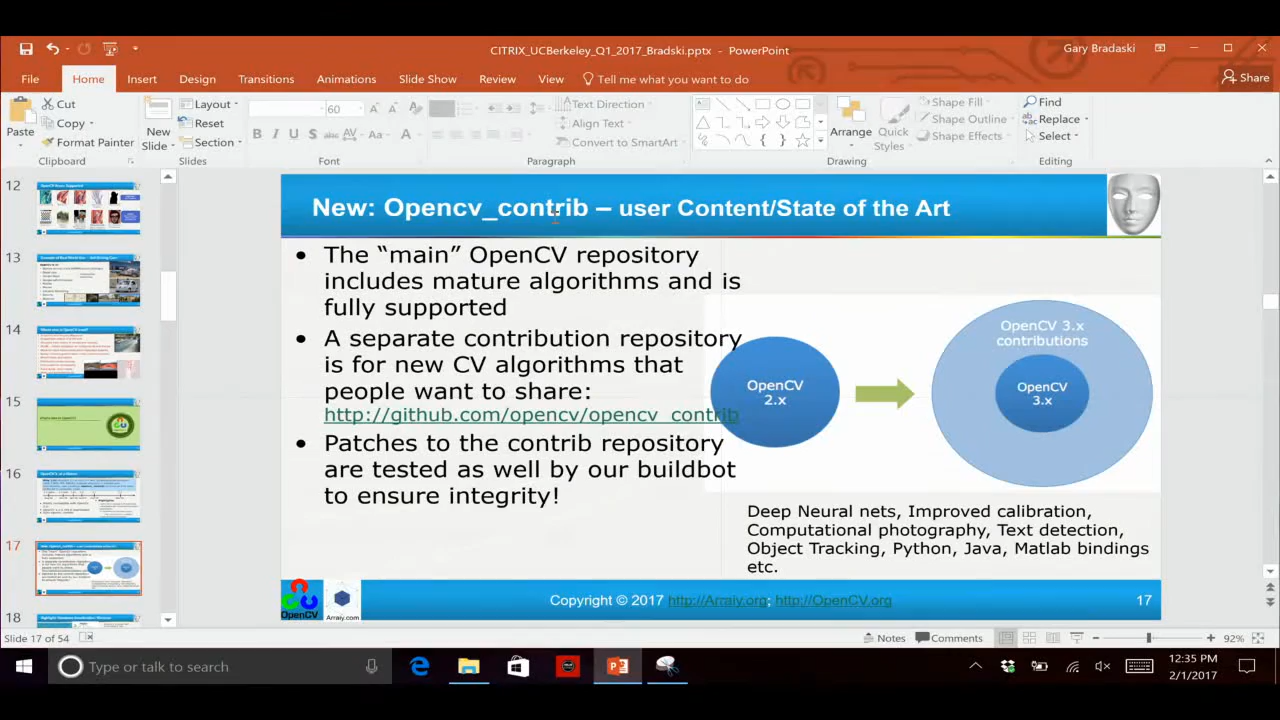 CITRIX_UCBerkeley_Q1_2017_Bradski.pptx - PowerPoint
Gary Bradaski
File Home Insert Design Transitions Animations Slide Show Review View Tell me what you want to do Share
Paste
Cut
Copy
Format Painter
Clipboard
New Slide
Layout
Reset
Section
Slides
60
B I U S abc AV Aa A
Font
Text Direction
Align Text
Convert to SmartArt
Paragraph
Arrange
Quick Styles
Shape Fill
Shape Outline
Shape Effects
Drawing
Find
Replace
Select
Editing
12
13
14
15
16
17
18
New: Opencv_contrib – user Content/State of the Art
• The “main” OpenCV repository
includes mature algorithms and is
fully supported
• A separate contribution repository
is for new CV algorithms that
people want to share:
http://github.com/opencv/opencv_contrib
• Patches to the contrib repository
are tested as well by our buildbot
to ensure integrity!
OpenCV
2.x
OpenCV 3.x
contributions
OpenCV
3.x
Deep Neural nets, Improved calibration,
Computational photography, Text detection,
Object Tracking, Python, Java, Matlab bindings
etc.
OpenCV
Arraiy.com
Copyright © 2017 http://Arraiy.org; http://OpenCV.org
17
Slide 17 of 54
Notes
Comments
92%
Type or talk to search
12:35 PM
2/1/2017